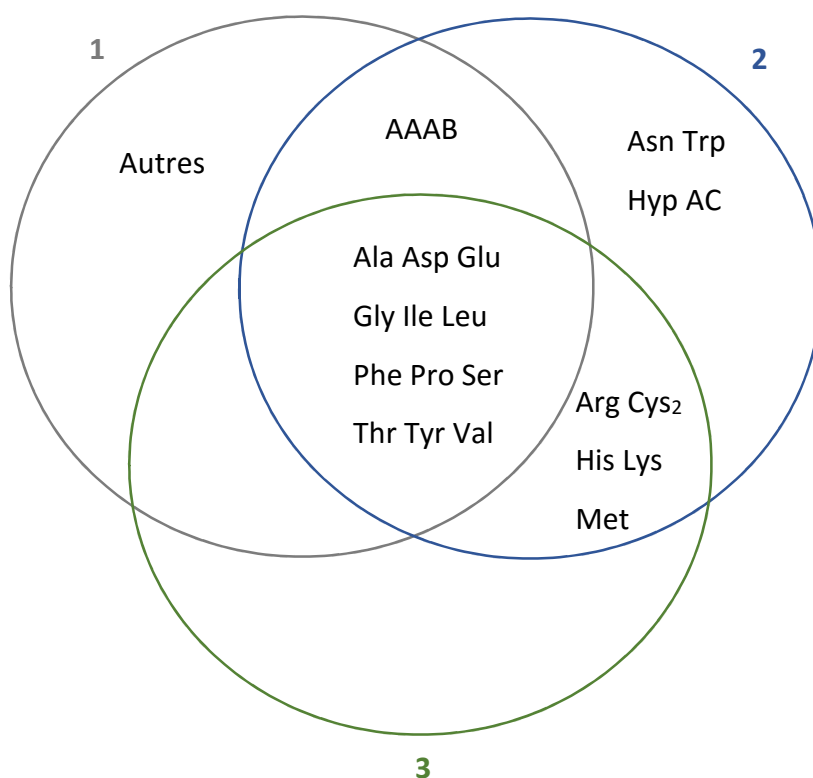 1
2
AAAB
Asn Trp
Autres
Hyp AC
Ala Asp Glu
Gly Ile Leu
Phe Pro Ser
Arg Cys₂
Thr Tyr Val
His Lys
Met
3